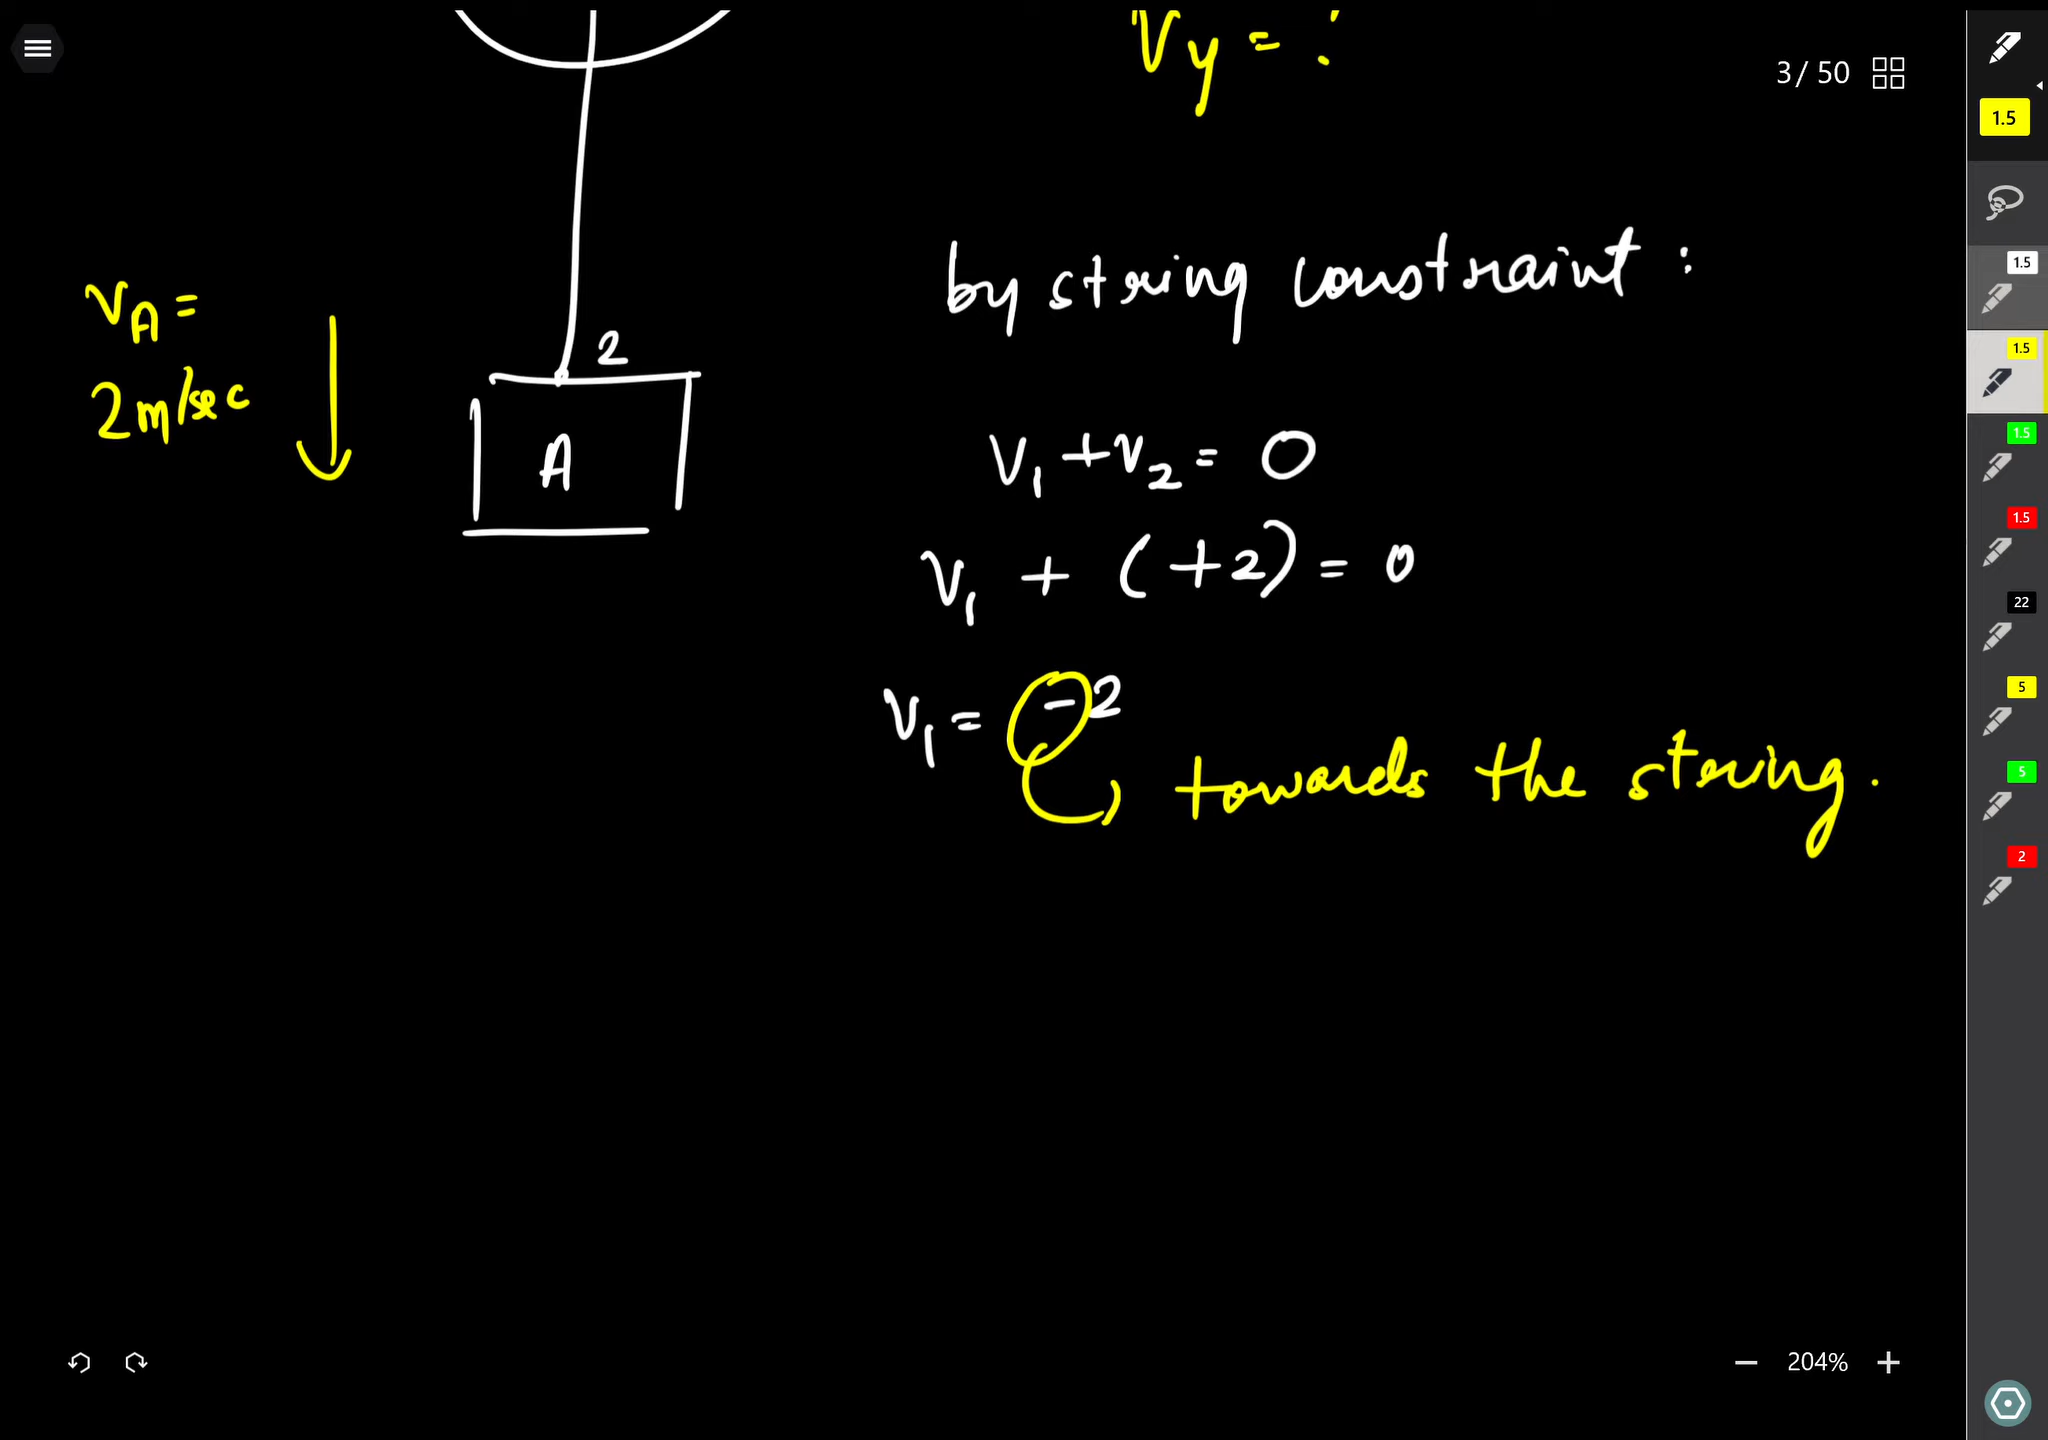 Vy = ?
3/ 50
1.5
by string constraint :
1.5
VA =
2
1.5
2m/sec
A
V1 + V2 = 0
1.5
1.5
V1 + (+2) = 0
22
V1 = -2
5
towards the string.
5
2
204%